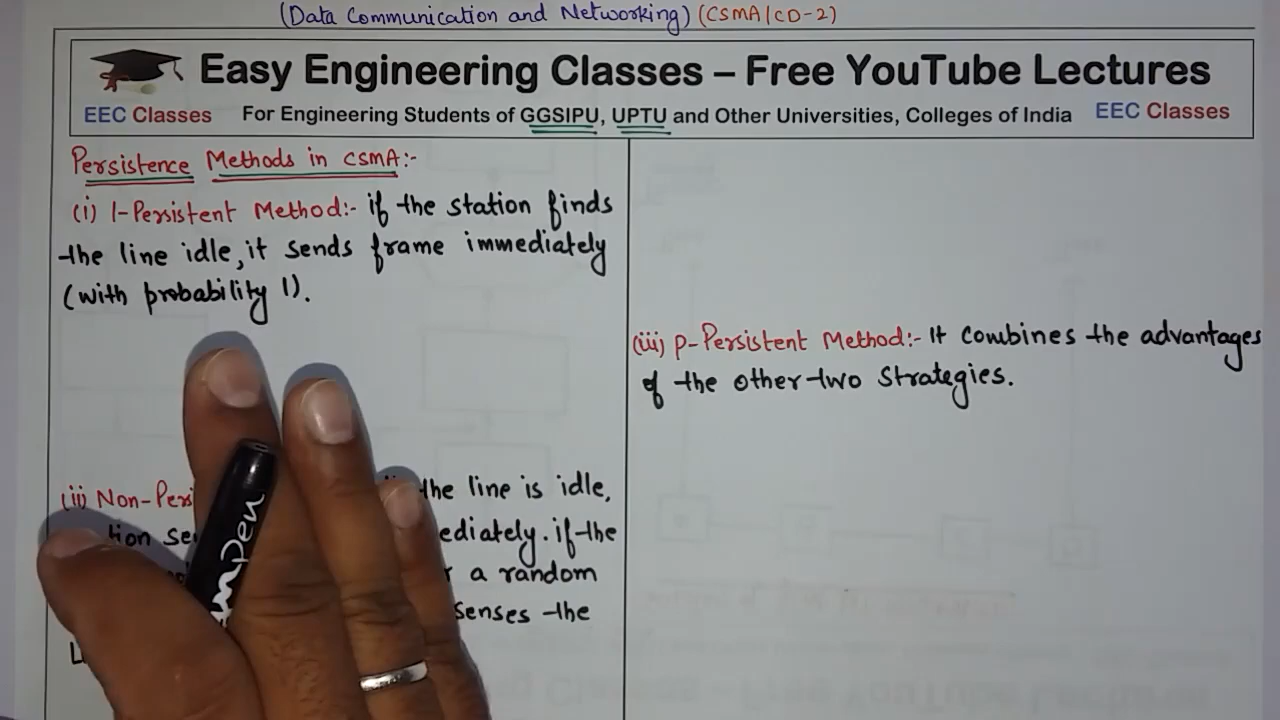 (Data Communication and Networking) (CSMA/CD-2)
Easy Engineering Classes – Free YouTube Lectures
EEC Classes For Engineering Students of GGSIPU, UPTU and Other Universities, Colleges of India EEC Classes
Persistence Methods in CSMA:-
(i) 1-Persistent Method:- if the station finds
the line idle, it sends frame immediately
(with probability 1).
(ii) Non-Persi the line is idle,
tion se ediately. if the
a random
senses the
(iii) P-Persistent Method:- It combines the advantages
of the other two strategies.